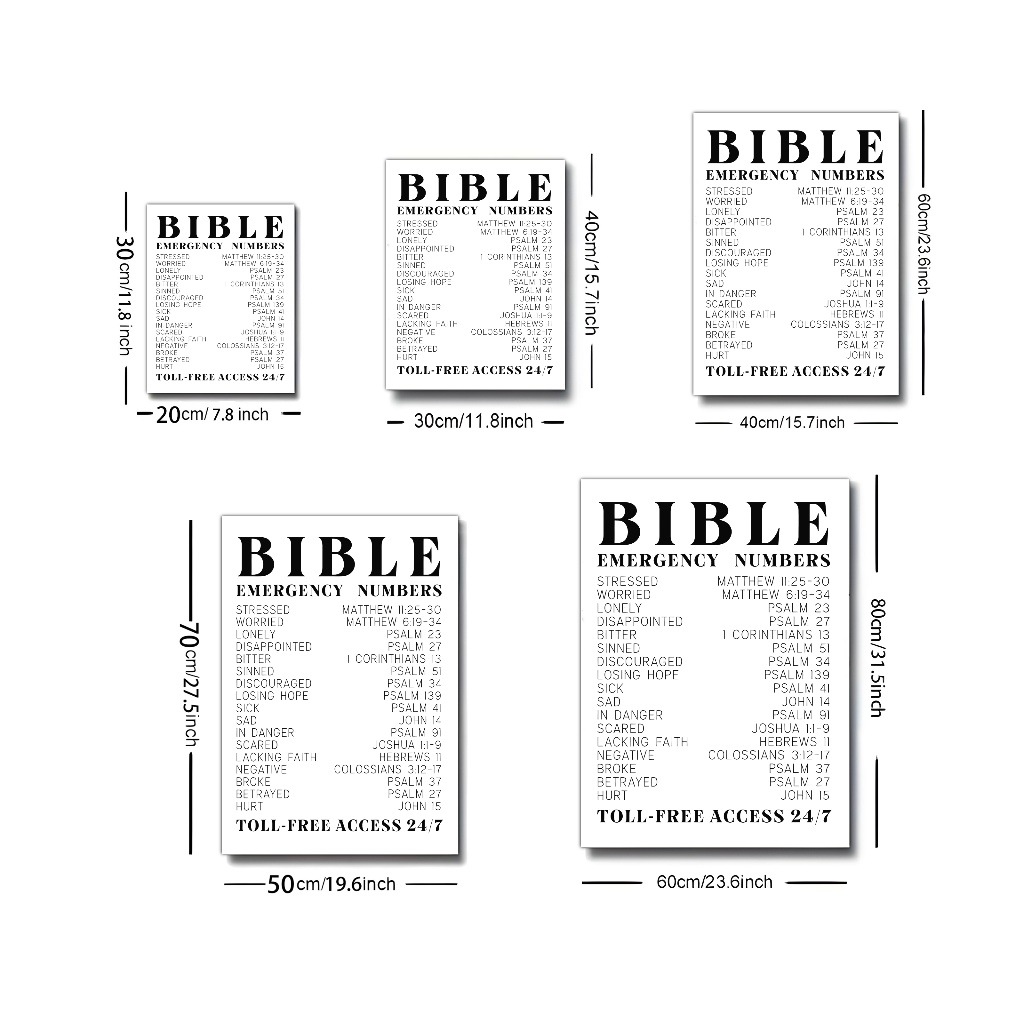 BIBLE
EMERGENCY NUMBERS
STRESSED MATTHEW 11:25-30
WORRIED MATTHEW 6:19-34
LONELY PSALM 23
DISAPPOINTED PSALM 27
BITTER 1 CORINTHIANS 13
SINNED PSALM 51
DISCOURAGED PSALM 34
LOSING HOPE PSALM 139
SICK PSALM 41
SAD JOHN 14
IN DANGER PSALM 91
SCARED JOSHUA 1:1-9
LACKING FAITH HEBREWS 11
NEGATIVE COLOSSIANS 3:12-17
BROKE PSALM 37
BETRAYED PSALM 27
HURT JOHN 15
TOLL-FREE ACCESS 24/7
30cm/11.8 inch
20cm/ 7.8 inch
BIBLE
EMERGENCY NUMBERS
STRESSED MATTHEW 11:25-30
WORRIED MATTHEW 6:19-34
LONELY PSALM 23
DISAPPOINTED PSALM 27
BITTER 1 CORINTHIANS 13
SINNED PSALM 51
DISCOURAGED PSALM 34
LOSING HOPE PSALM 139
SICK PSALM 41
SAD JOHN 14
IN DANGER PSALM 91
SCARED JOSHUA 1:1-9
LACKING FAITH HEBREWS 11
NEGATIVE COLOSSIANS 3:12-17
BROKE PSALM 37
BETRAYED PSALM 27
HURT JOHN 15
TOLL-FREE ACCESS 24/7
40cm/15.7inch
30cm/11.8inch
BIBLE
EMERGENCY NUMBERS
STRESSED MATTHEW 11:25-30
WORRIED MATTHEW 6:19-34
LONELY PSALM 23
DISAPPOINTED PSALM 27
BITTER 1 CORINTHIANS 13
SINNED PSALM 51
DISCOURAGED PSALM 34
LOSING HOPE PSALM 139
SICK PSALM 41
SAD JOHN 14
IN DANGER PSALM 91
SCARED JOSHUA 1:1-9
LACKING FAITH HEBREWS 11
NEGATIVE COLOSSIANS 3:12-17
BROKE PSALM 37
BETRAYED PSALM 27
HURT JOHN 15
TOLL-FREE ACCESS 24/7
60cm/23.6inch
40cm/15.7inch
BIBLE
EMERGENCY NUMBERS
STRESSED MATTHEW 11:25-30
WORRIED MATTHEW 6:19-34
LONELY PSALM 23
DISAPPOINTED PSALM 27
BITTER 1 CORINTHIANS 13
SINNED PSALM 51
DISCOURAGED PSALM 34
LOSING HOPE PSALM 139
SICK PSALM 41
SAD JOHN 14
IN DANGER PSALM 91
SCARED JOSHUA 1:1-9
LACKING FAITH HEBREWS 11
NEGATIVE COLOSSIANS 3:12-17
BROKE PSALM 37
BETRAYED PSALM 27
HURT JOHN 15
TOLL-FREE ACCESS 24/7
70cm/27.5inch
50cm/19.6inch
BIBLE
EMERGENCY NUMBERS
STRESSED MATTHEW 11:25-30
WORRIED MATTHEW 6:19-34
LONELY PSALM 23
DISAPPOINTED PSALM 27
BITTER 1 CORINTHIANS 13
SINNED PSALM 51
DISCOURAGED PSALM 34
LOSING HOPE PSALM 139
SICK PSALM 41
SAD JOHN 14
IN DANGER PSALM 91
SCARED JOSHUA 1:1-9
LACKING FAITH HEBREWS 11
NEGATIVE COLOSSIANS 3:12-17
BROKE PSALM 37
BETRAYED PSALM 27
HURT JOHN 15
TOLL-FREE ACCESS 24/7
80cm/31.5inch
60cm/23.6inch